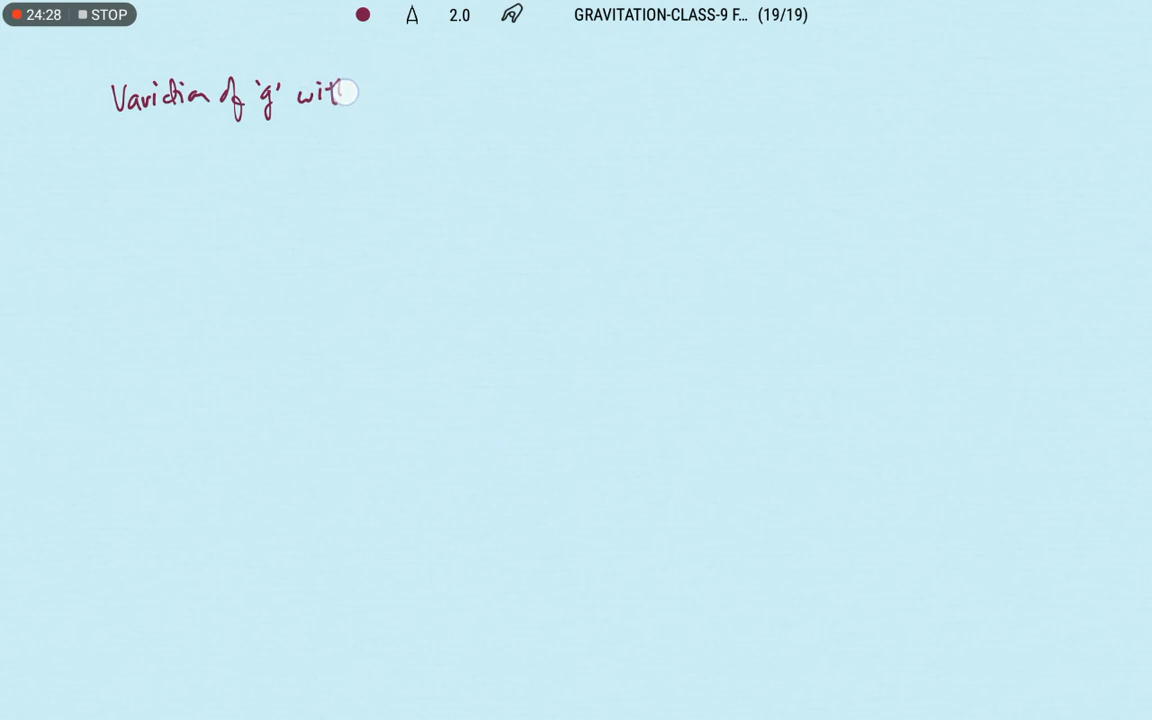 24:28 STOP 2.0 GRAVITATION-CLASS-9 F... (19/19)
Variation of 'g' wit